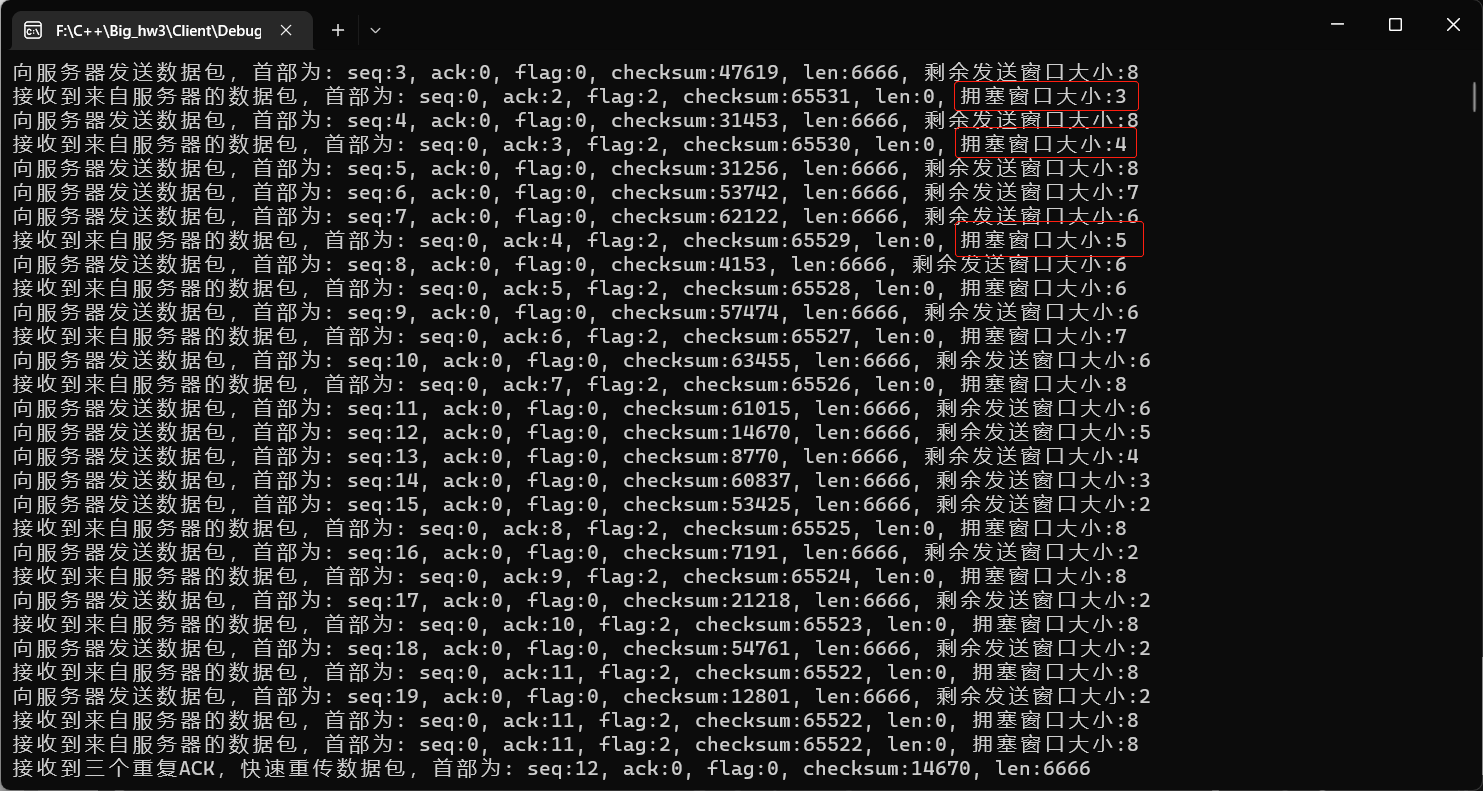 F:\C++\Big_hw3\Client\Debug
向服务器发送数据包，首部为：seq:3, ack:0, flag:0, checksum:47619, len:6666, 剩余发送窗口大小:8
接收到来自服务器的数据包，首部为：seq:0, ack:2, flag:2, checksum:65531, len:0, 拥塞窗口大小:3
向服务器发送数据包，首部为：seq:4, ack:0, flag:0, checksum:31453, len:6666, 剩余发送窗口大小:8
接收到来自服务器的数据包，首部为：seq:0, ack:3, flag:2, checksum:65530, len:0, 拥塞窗口大小:4
向服务器发送数据包，首部为：seq:5, ack:0, flag:0, checksum:31256, len:6666, 剩余发送窗口大小:8
向服务器发送数据包，首部为：seq:6, ack:0, flag:0, checksum:53742, len:6666, 剩余发送窗口大小:7
向服务器发送数据包，首部为：seq:7, ack:0, flag:0, checksum:62122, len:6666, 剩余发送窗口大小:6
接收到来自服务器的数据包，首部为：seq:0, ack:4, flag:2, checksum:65529, len:0, 拥塞窗口大小:5
向服务器发送数据包，首部为：seq:8, ack:0, flag:0, checksum:4153, len:6666, 剩余发送窗口大小:6
接收到来自服务器的数据包，首部为：seq:0, ack:5, flag:2, checksum:65528, len:0, 拥塞窗口大小:6
向服务器发送数据包，首部为：seq:9, ack:0, flag:0, checksum:57474, len:6666, 剩余发送窗口大小:6
接收到来自服务器的数据包，首部为：seq:0, ack:6, flag:2, checksum:65527, len:0, 拥塞窗口大小:7
向服务器发送数据包，首部为：seq:10, ack:0, flag:0, checksum:63455, len:6666, 剩余发送窗口大小:6
接收到来自服务器的数据包，首部为：seq:0, ack:7, flag:2, checksum:65526, len:0, 拥塞窗口大小:8
向服务器发送数据包，首部为：seq:11, ack:0, flag:0, checksum:61015, len:6666, 剩余发送窗口大小:6
向服务器发送数据包，首部为：seq:12, ack:0, flag:0, checksum:14670, len:6666, 剩余发送窗口大小:5
向服务器发送数据包，首部为：seq:13, ack:0, flag:0, checksum:8770, len:6666, 剩余发送窗口大小:4
向服务器发送数据包，首部为：seq:14, ack:0, flag:0, checksum:60837, len:6666, 剩余发送窗口大小:3
向服务器发送数据包，首部为：seq:15, ack:0, flag:0, checksum:53425, len:6666, 剩余发送窗口大小:2
接收到来自服务器的数据包，首部为：seq:0, ack:8, flag:2, checksum:65525, len:0, 拥塞窗口大小:8
向服务器发送数据包，首部为：seq:16, ack:0, flag:0, checksum:7191, len:6666, 剩余发送窗口大小:2
接收到来自服务器的数据包，首部为：seq:0, ack:9, flag:2, checksum:65524, len:0, 拥塞窗口大小:8
向服务器发送数据包，首部为：seq:17, ack:0, flag:0, checksum:21218, len:6666, 剩余发送窗口大小:2
接收到来自服务器的数据包，首部为：seq:0, ack:10, flag:2, checksum:65523, len:0, 拥塞窗口大小:8
向服务器发送数据包，首部为：seq:18, ack:0, flag:0, checksum:54761, len:6666, 剩余发送窗口大小:2
接收到来自服务器的数据包，首部为：seq:0, ack:11, flag:2, checksum:65522, len:0, 拥塞窗口大小:8
向服务器发送数据包，首部为：seq:19, ack:0, flag:0, checksum:12801, len:6666, 剩余发送窗口大小:2
接收到来自服务器的数据包，首部为：seq:0, ack:11, flag:2, checksum:65522, len:0, 拥塞窗口大小:8
接收到来自服务器的数据包，首部为：seq:0, ack:11, flag:2, checksum:65522, len:0, 拥塞窗口大小:8
接收到三个重复ACK，快速重传数据包，首部为：seq:12, ack:0, flag:0, checksum:14670, len:6666